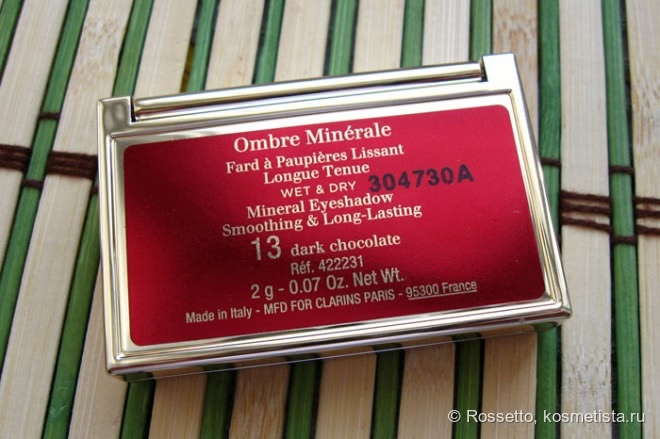 Ombre Minérale
Fard à Paupières Lissant
Longue Tenue
WET & DRY 304730A
Mineral Eyeshadow
Smoothing & Long-Lasting
13 dark chocolate
Réf. 422231
2 g - 0.07 Oz. Net Wt.
Made in Italy - MFD FOR CLARINS PARIS - 95300 France
© Rossetto, kosmetista.ru